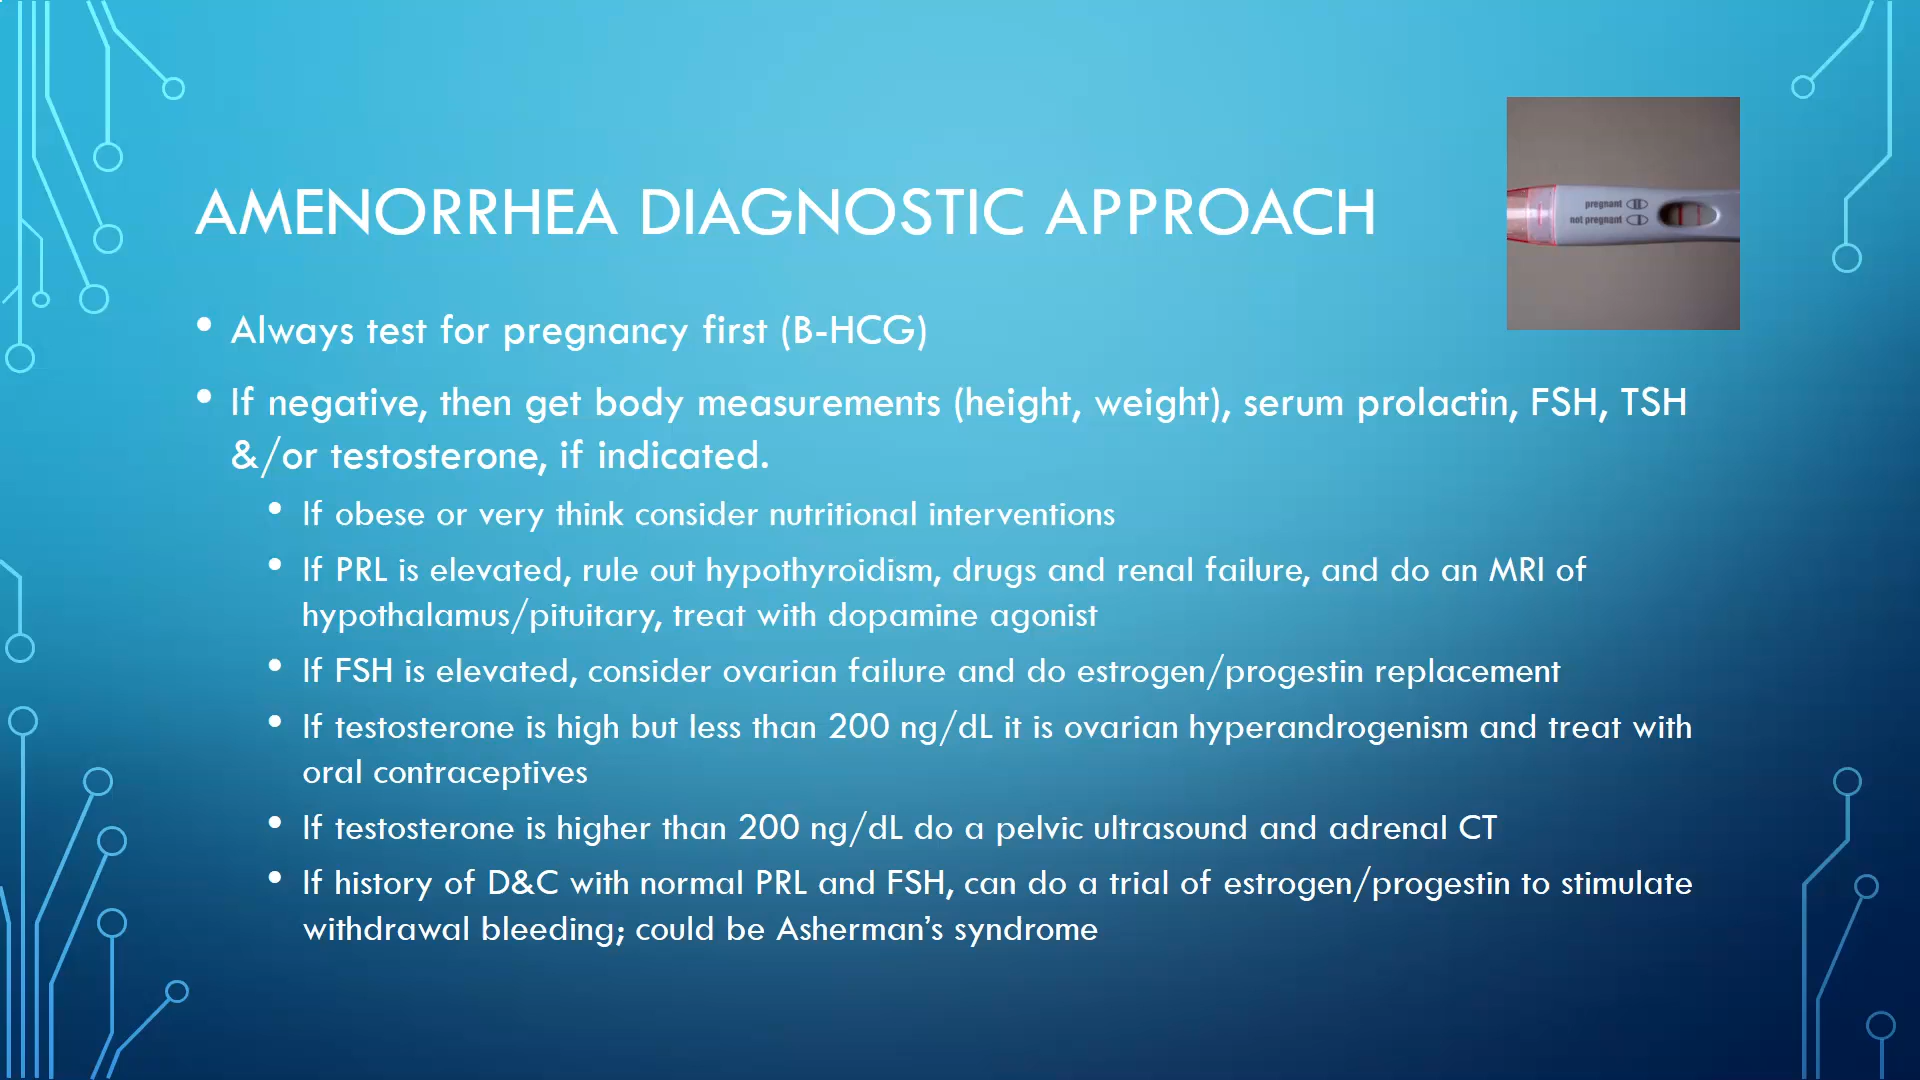 AMENORRHEA DIAGNOSTIC APPROACH
pregnant
not pregnant
• Always test for pregnancy first (B-HCG)
• If negative, then get body measurements (height, weight), serum prolactin, FSH, TSH
&/or testosterone, if indicated.
• If obese or very think consider nutritional interventions
• If PRL is elevated, rule out hypothyroidism, drugs and renal failure, and do an MRI of
hypothalamus/pituitary, treat with dopamine agonist
• If FSH is elevated, consider ovarian failure and do estrogen/progestin replacement
• If testosterone is high but less than 200 ng/dL it is ovarian hyperandrogenism and treat with
oral contraceptives
• If testosterone is higher than 200 ng/dL do a pelvic ultrasound and adrenal CT
• If history of D&C with normal PRL and FSH, can do a trial of estrogen/progestin to stimulate
withdrawal bleeding; could be Asherman’s syndrome